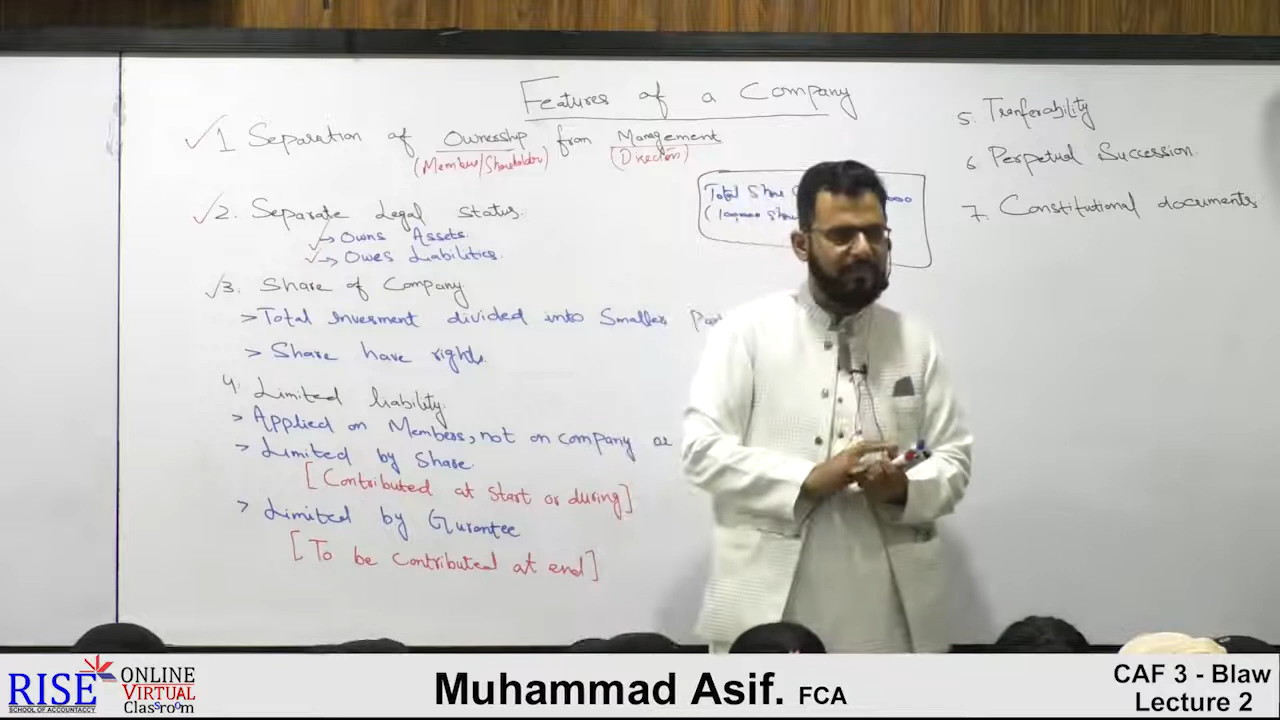 Features of a Company
✓1 Separation of Ownership from Management
(Members/Shareholder) (Directors)
✓2. Separate Legal Status.
✓→ Owns Assets.
✓→ Owes Liabilities.
✓3. Share of Company
> Total Invesment divided into Smaller
> Share have rights.
4. Limited liability
> Applied on Members, not on company
> Limited by Share.
[Contributed at start or during]
> Limited by Gurantee
[To be Contributed at end]
Total Share
(100,000
5. Tranferability
6 Perpetual Succession.
7. Constitutional documents
RISE
SCHOOL OF ACCOUNTANCY
ONLINE
VIRTUAL
Classroom
Muhammad Asif. FCA
CAF 3 - Blaw
Lecture 2